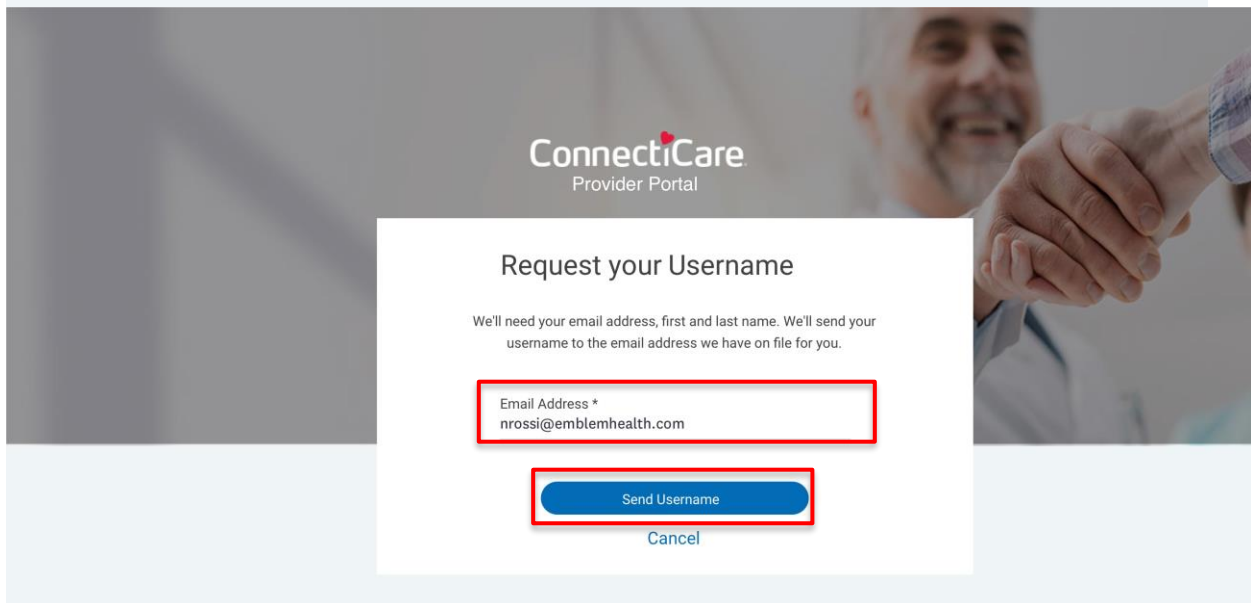 ConnectiCare
Provider Portal
Request your Username
We'll need your email address, first and last name. We'll send your
username to the email address we have on file for you.
Email Address *
nrossi@emblemhealth.com
Send Username
Cancel